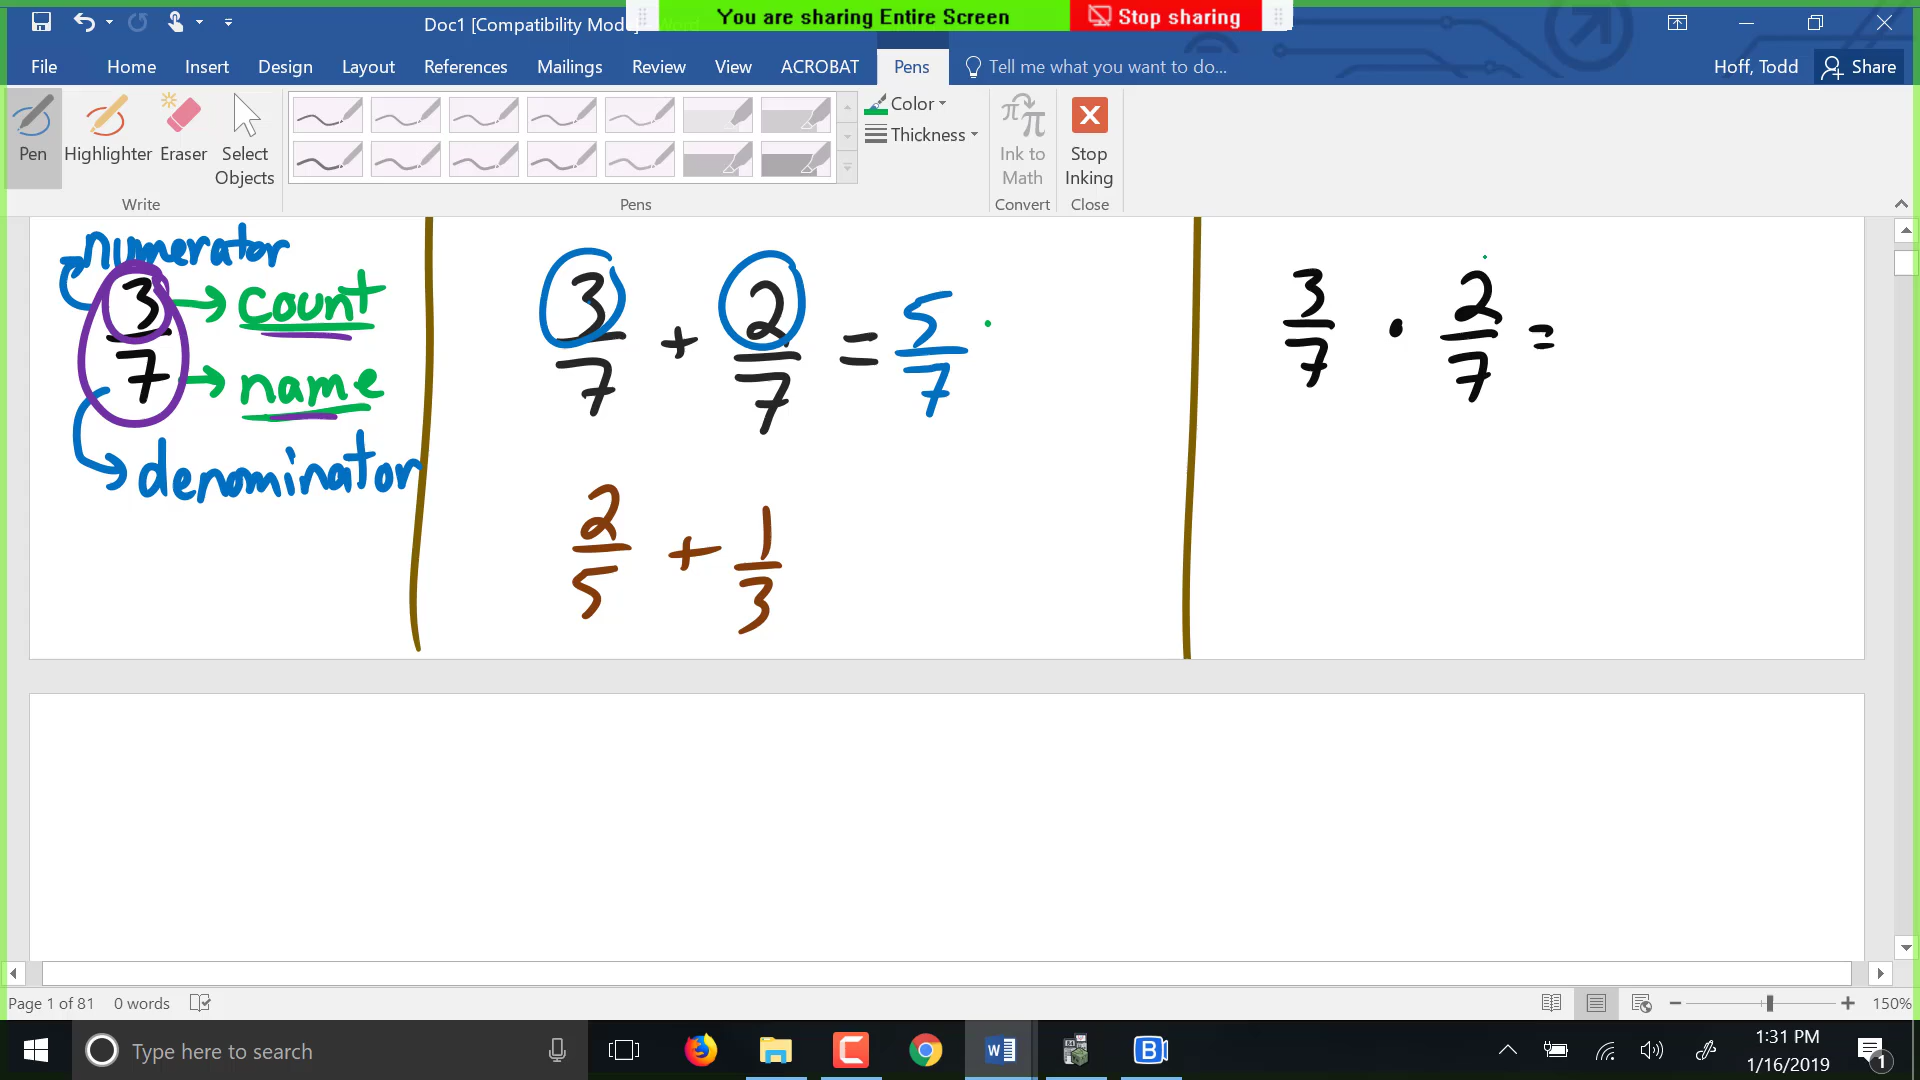 Doc1 [Compatibility Mod
You are sharing Entire Screen
Stop sharing
File Home Insert Design Layout References Mailings Review View ACROBAT Pens Tell me what you want to do... Hoff, Todd Share
Pen Highlighter Eraser Select Objects
Color
Thickness
Ink to Math
Stop Inking
Write Pens Convert Close
numerator
3/7
count
name
denominator
3/7 + 2/7 = 5/7
2/5 + 1/3
3/7 · 2/7 =
Page 1 of 81 0 words 150%
Type here to search
1:31 PM
1/16/2019
1